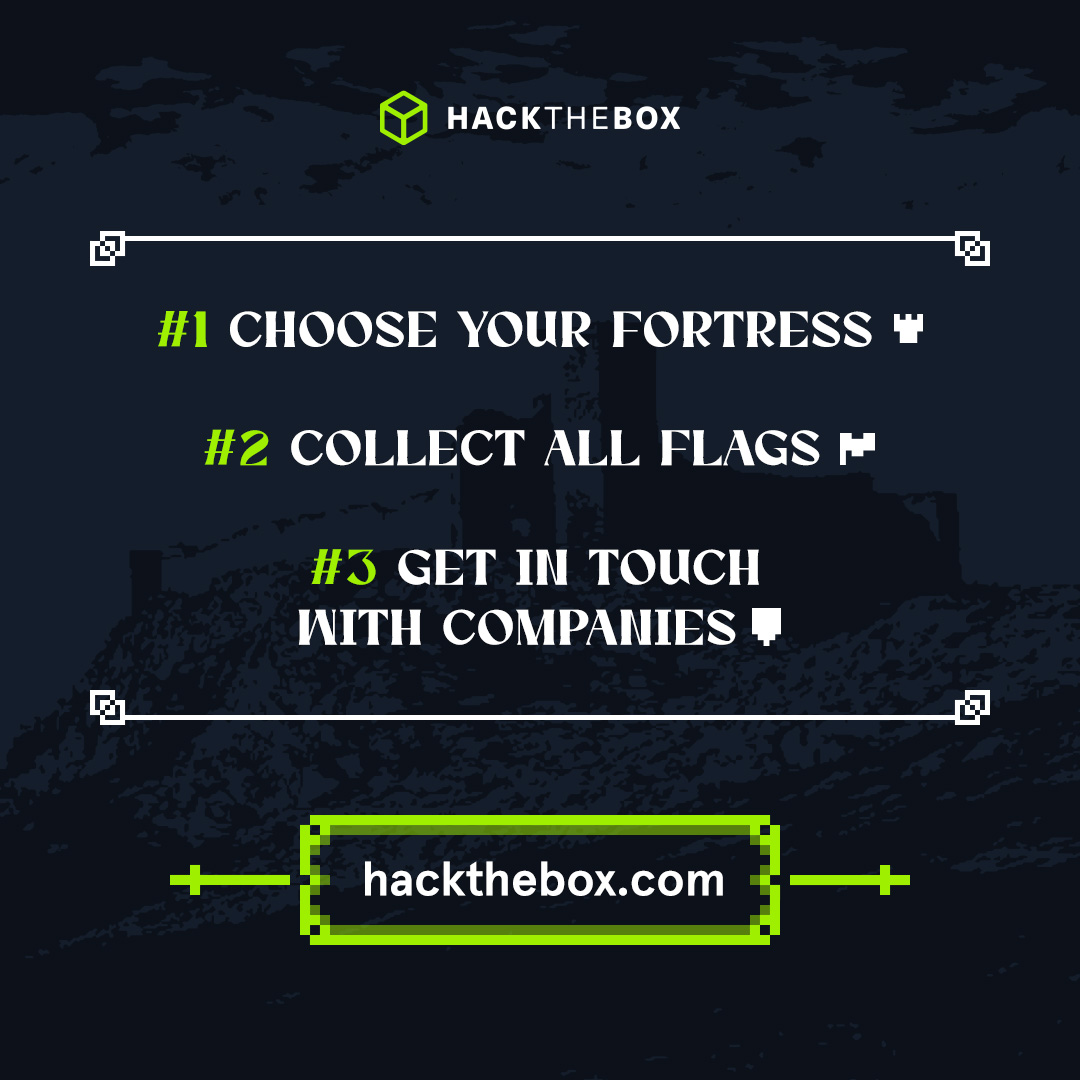 HACKTHEBOX
#1 CHOOSE YOUR FORTRESS
#2 COLLECT ALL FLAGS
#3 GET IN TOUCH
WITH COMPANIES
hackthebox.com